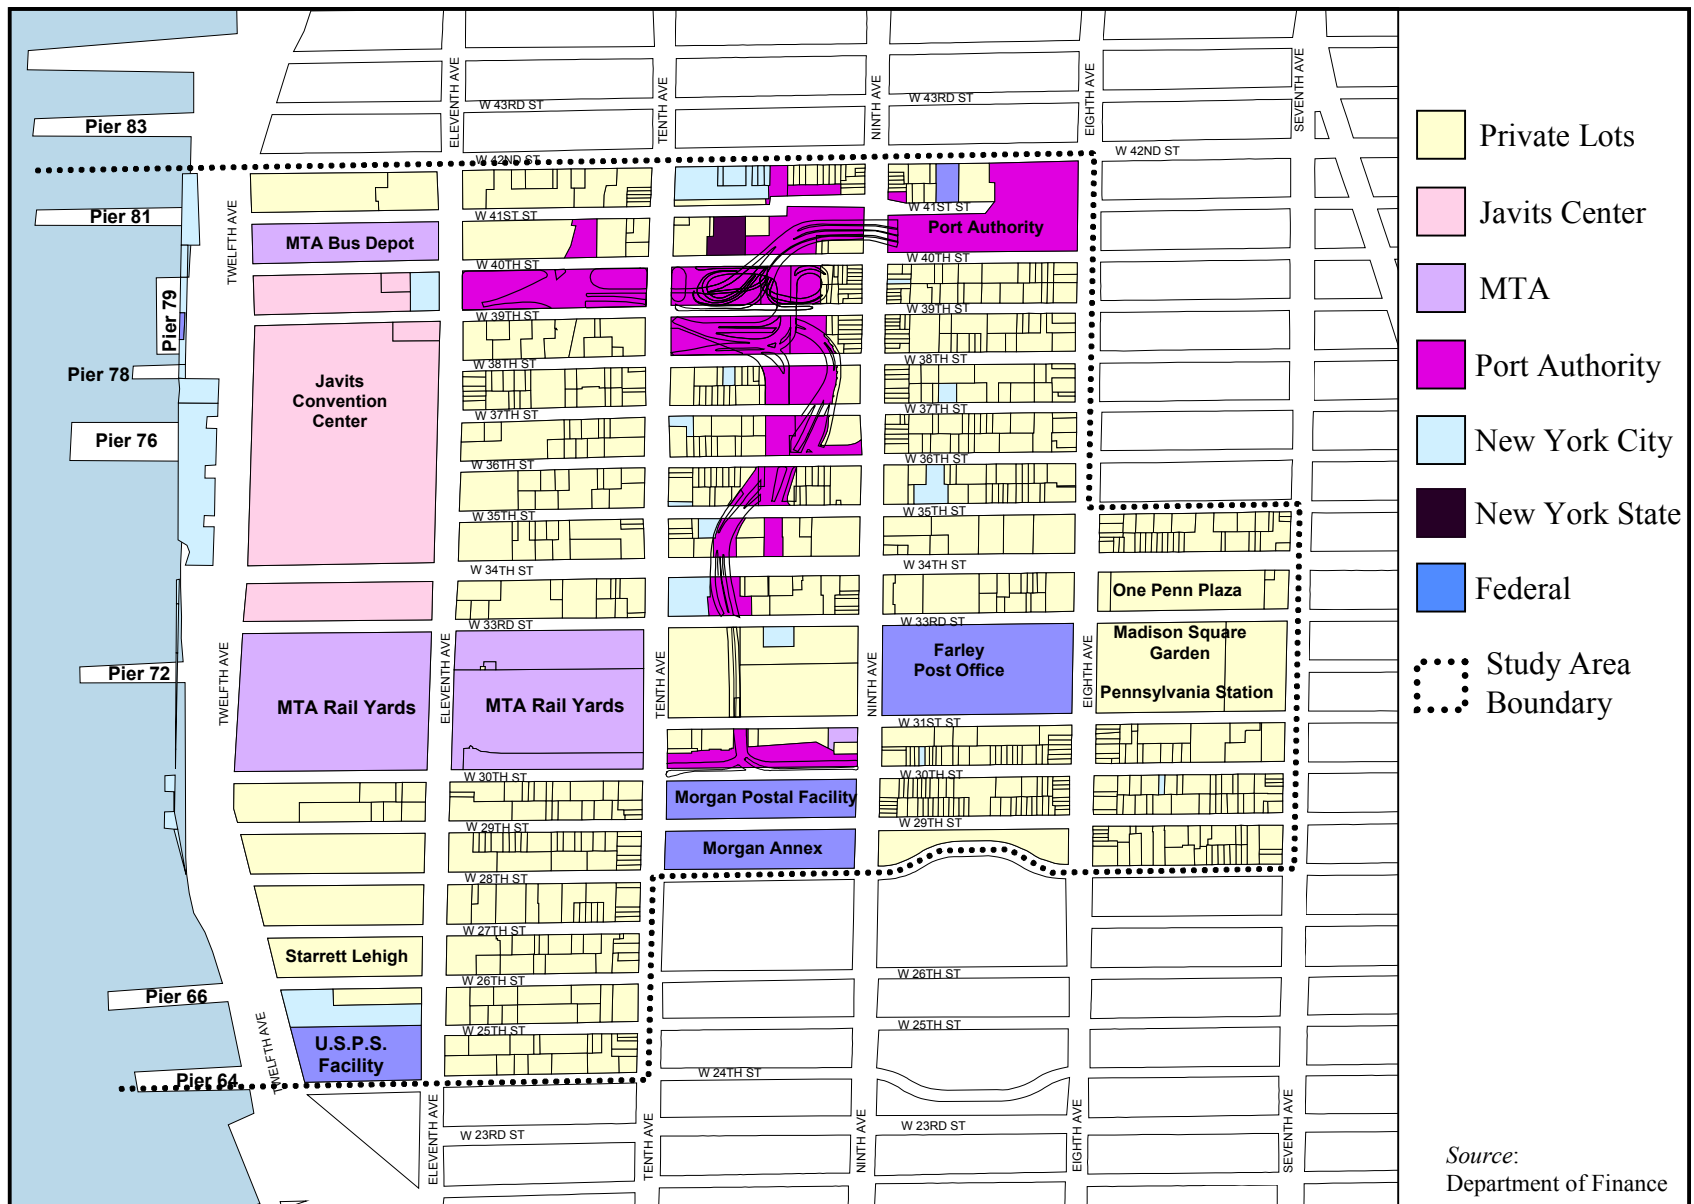 W 43RD ST
W 43RD ST
ELEVENTH AVE
TENTH AVE
NINTH AVE
EIGHTH AVE
SEVENTH AVE
Pier 83
W 42ND ST
W 42ND ST
Pier 81
TWELFTH AVE
W 41ST ST
W 41ST ST
MTA Bus Depot
Port Authority
W 40TH ST
W 40TH ST
Pier 79
W 39TH ST
W 39TH ST
Pier 78
W 38TH ST
W 38TH ST
Javits
Convention
Center
W 37TH ST
W 37TH ST
Pier 76
W 36TH ST
W 36TH ST
W 35TH ST
W 35TH ST
W 34TH ST
W 34TH ST
One Penn Plaza
W 33RD ST
W 33RD ST
TWELFTH AVE
ELEVENTH AVE
TENTH AVE
NINTH AVE
EIGHTH AVE
Madison Square
Garden
Farley
Post Office
Pier 72
Pennsylvania Station
MTA Rail Yards
MTA Rail Yards
W 31ST ST
W 30TH ST
W 30TH ST
Morgan Postal Facility
W 29TH ST
W 29TH ST
Morgan Annex
W 28TH ST
W 27TH ST
Starrett Lehigh
W 26TH ST
W 26TH ST
Pier 66
TWELFTH AVE
W 25TH ST
W 25TH ST
U.S.P.S.
Facility
Pier 64
W 24TH ST
ELEVENTH AVE
TENTH AVE
NINTH AVE
EIGHTH AVE
SEVENTH AVE
W 23RD ST
W 23RD ST
Private Lots
Javits Center
MTA
Port Authority
New York City
New York State
Federal
Study Area
Boundary
Source:
Department of Finance